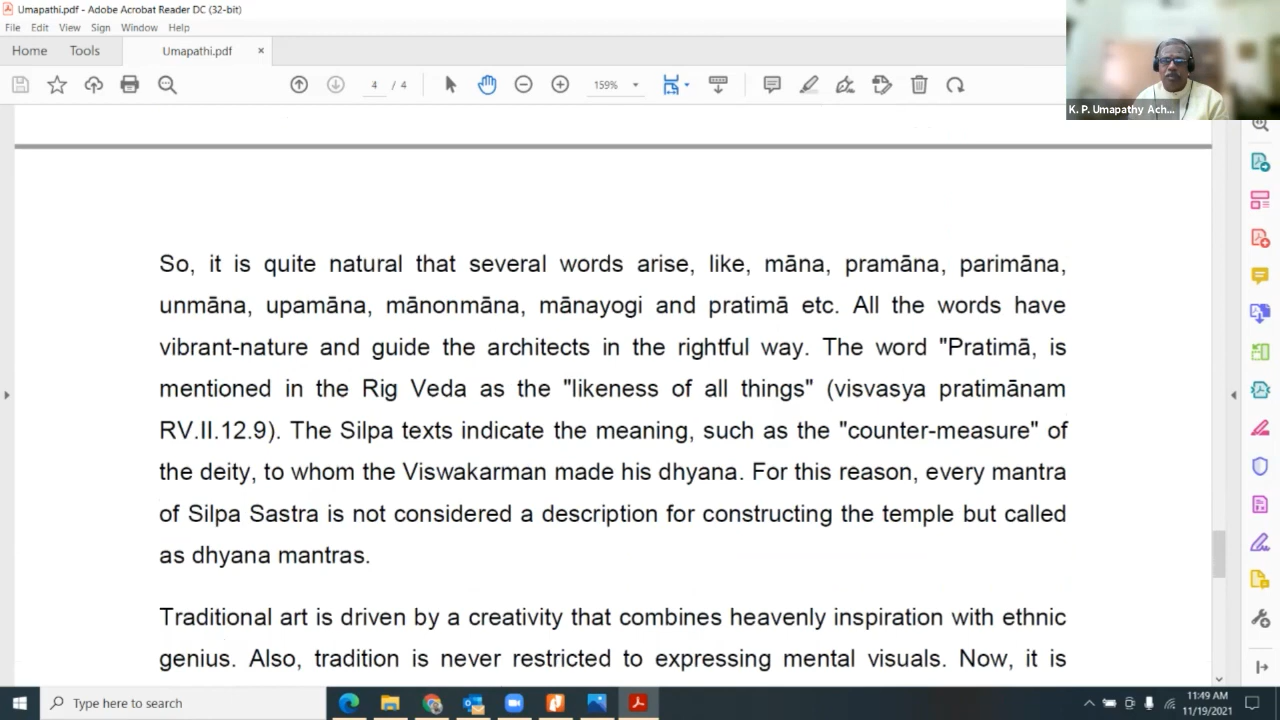 Umapathi.pdf - Adobe Acrobat Reader DC (32-bit)
File Edit View Sign Window Help
Home Tools Umapathi.pdf ×
4 / 4 159%
K. P. Umapathy Ach...
So, it is quite natural that several words arise, like, māna, pramāna, parimāna,
unmāna, upamāna, mānonmāna, mānayogi and pratimā etc. All the words have
vibrant-nature and guide the architects in the rightful way. The word "Pratimā, is
mentioned in the Rig Veda as the "likeness of all things" (visvasya pratimānam
RV.II.12.9). The Silpa texts indicate the meaning, such as the "counter-measure" of
the deity, to whom the Viswakarman made his dhyana. For this reason, every mantra
of Silpa Sastra is not considered a description for constructing the temple but called
as dhyana mantras.
Traditional art is driven by a creativity that combines heavenly inspiration with ethnic
genius. Also, tradition is never restricted to expressing mental visuals. Now, it is
Type here to search
11:49 AM
11/19/2021